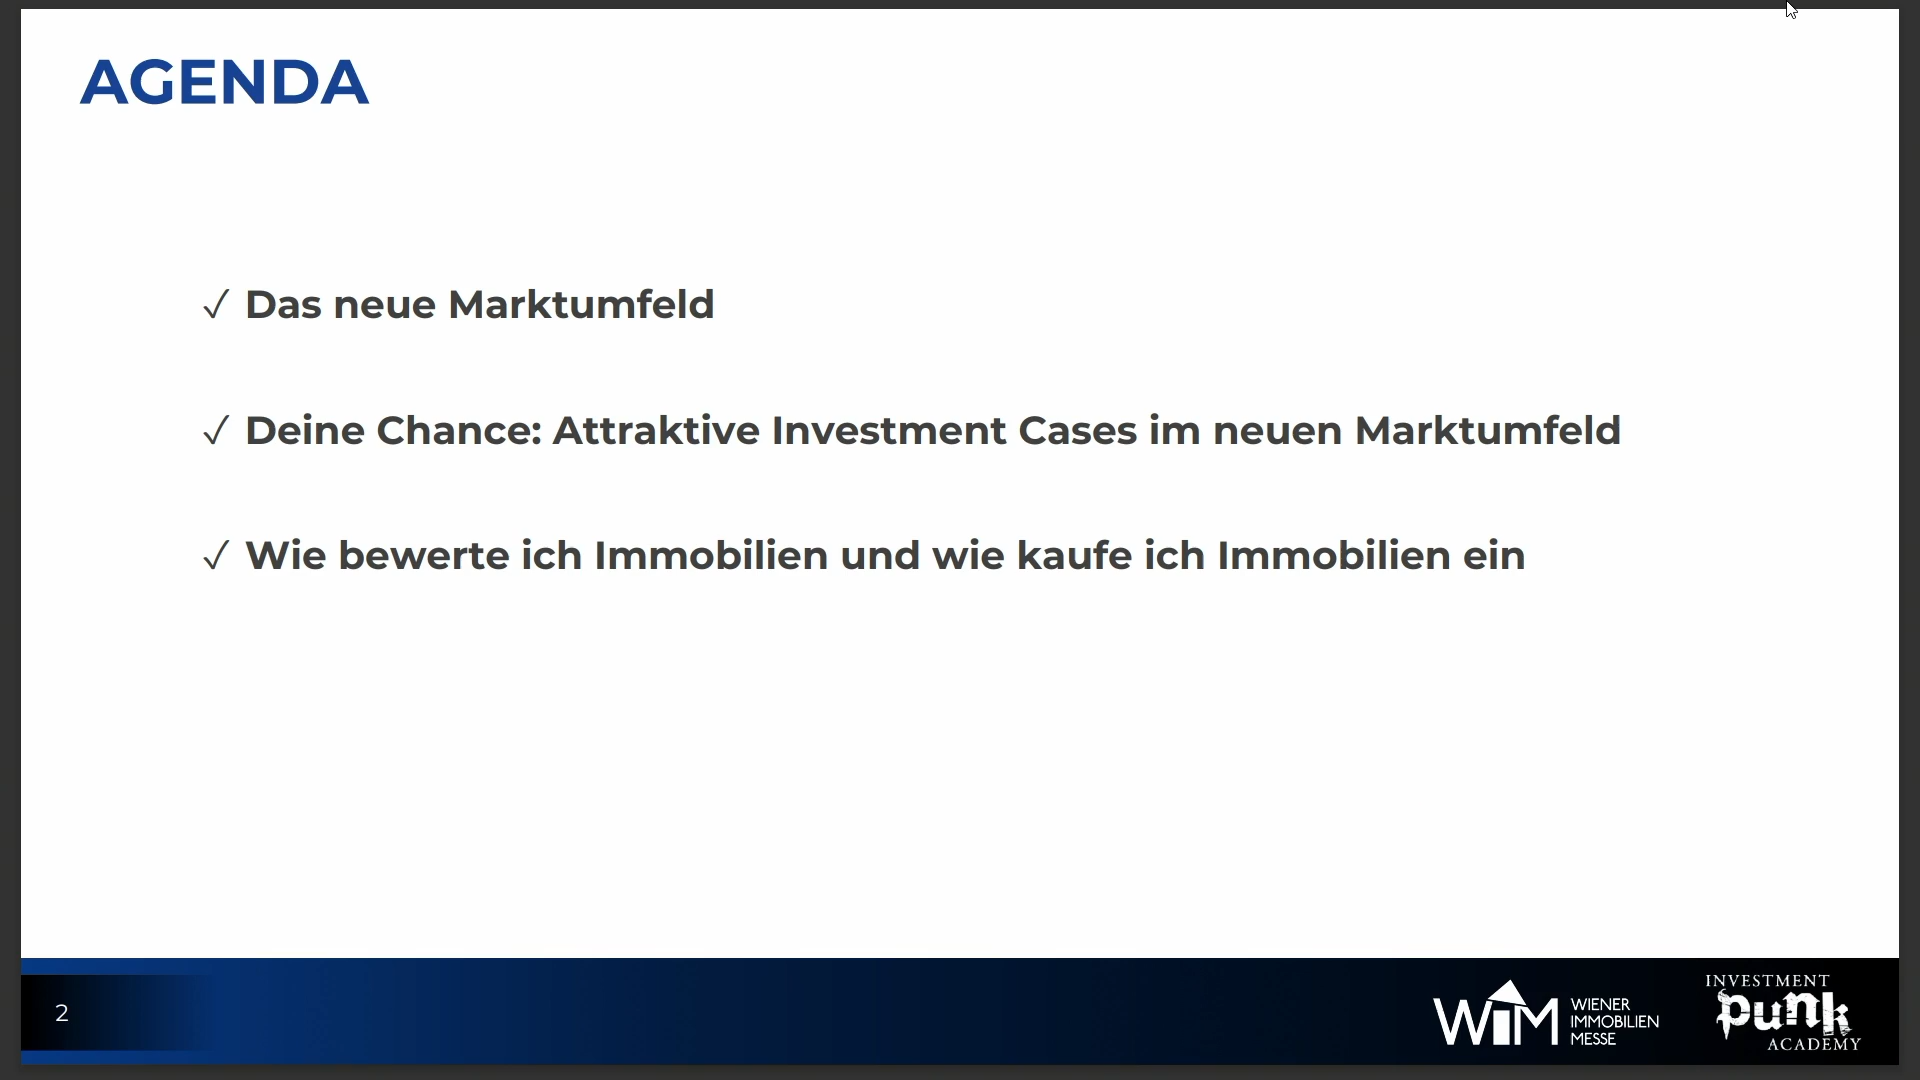 AGENDA
✓ Das neue Marktumfeld
✓ Deine Chance: Attraktive Investment Cases im neuen Marktumfeld
✓ Wie bewerte ich Immobilien und wie kaufe ich Immobilien ein
2
WIM
WIENER
IMMOBILIEN
MESSE
INVESTMENT
punk
ACADEMY